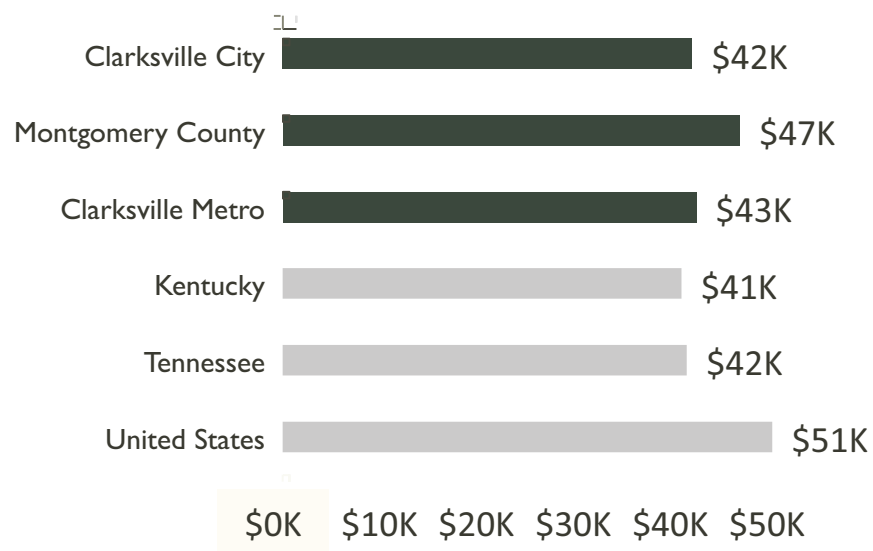 Clarksville City $42K
Montgomery County $47K
Clarksville Metro $43K
Kentucky $41K
Tennessee $42K
United States $51K
$0K $10K $20K $30K $40K $50K